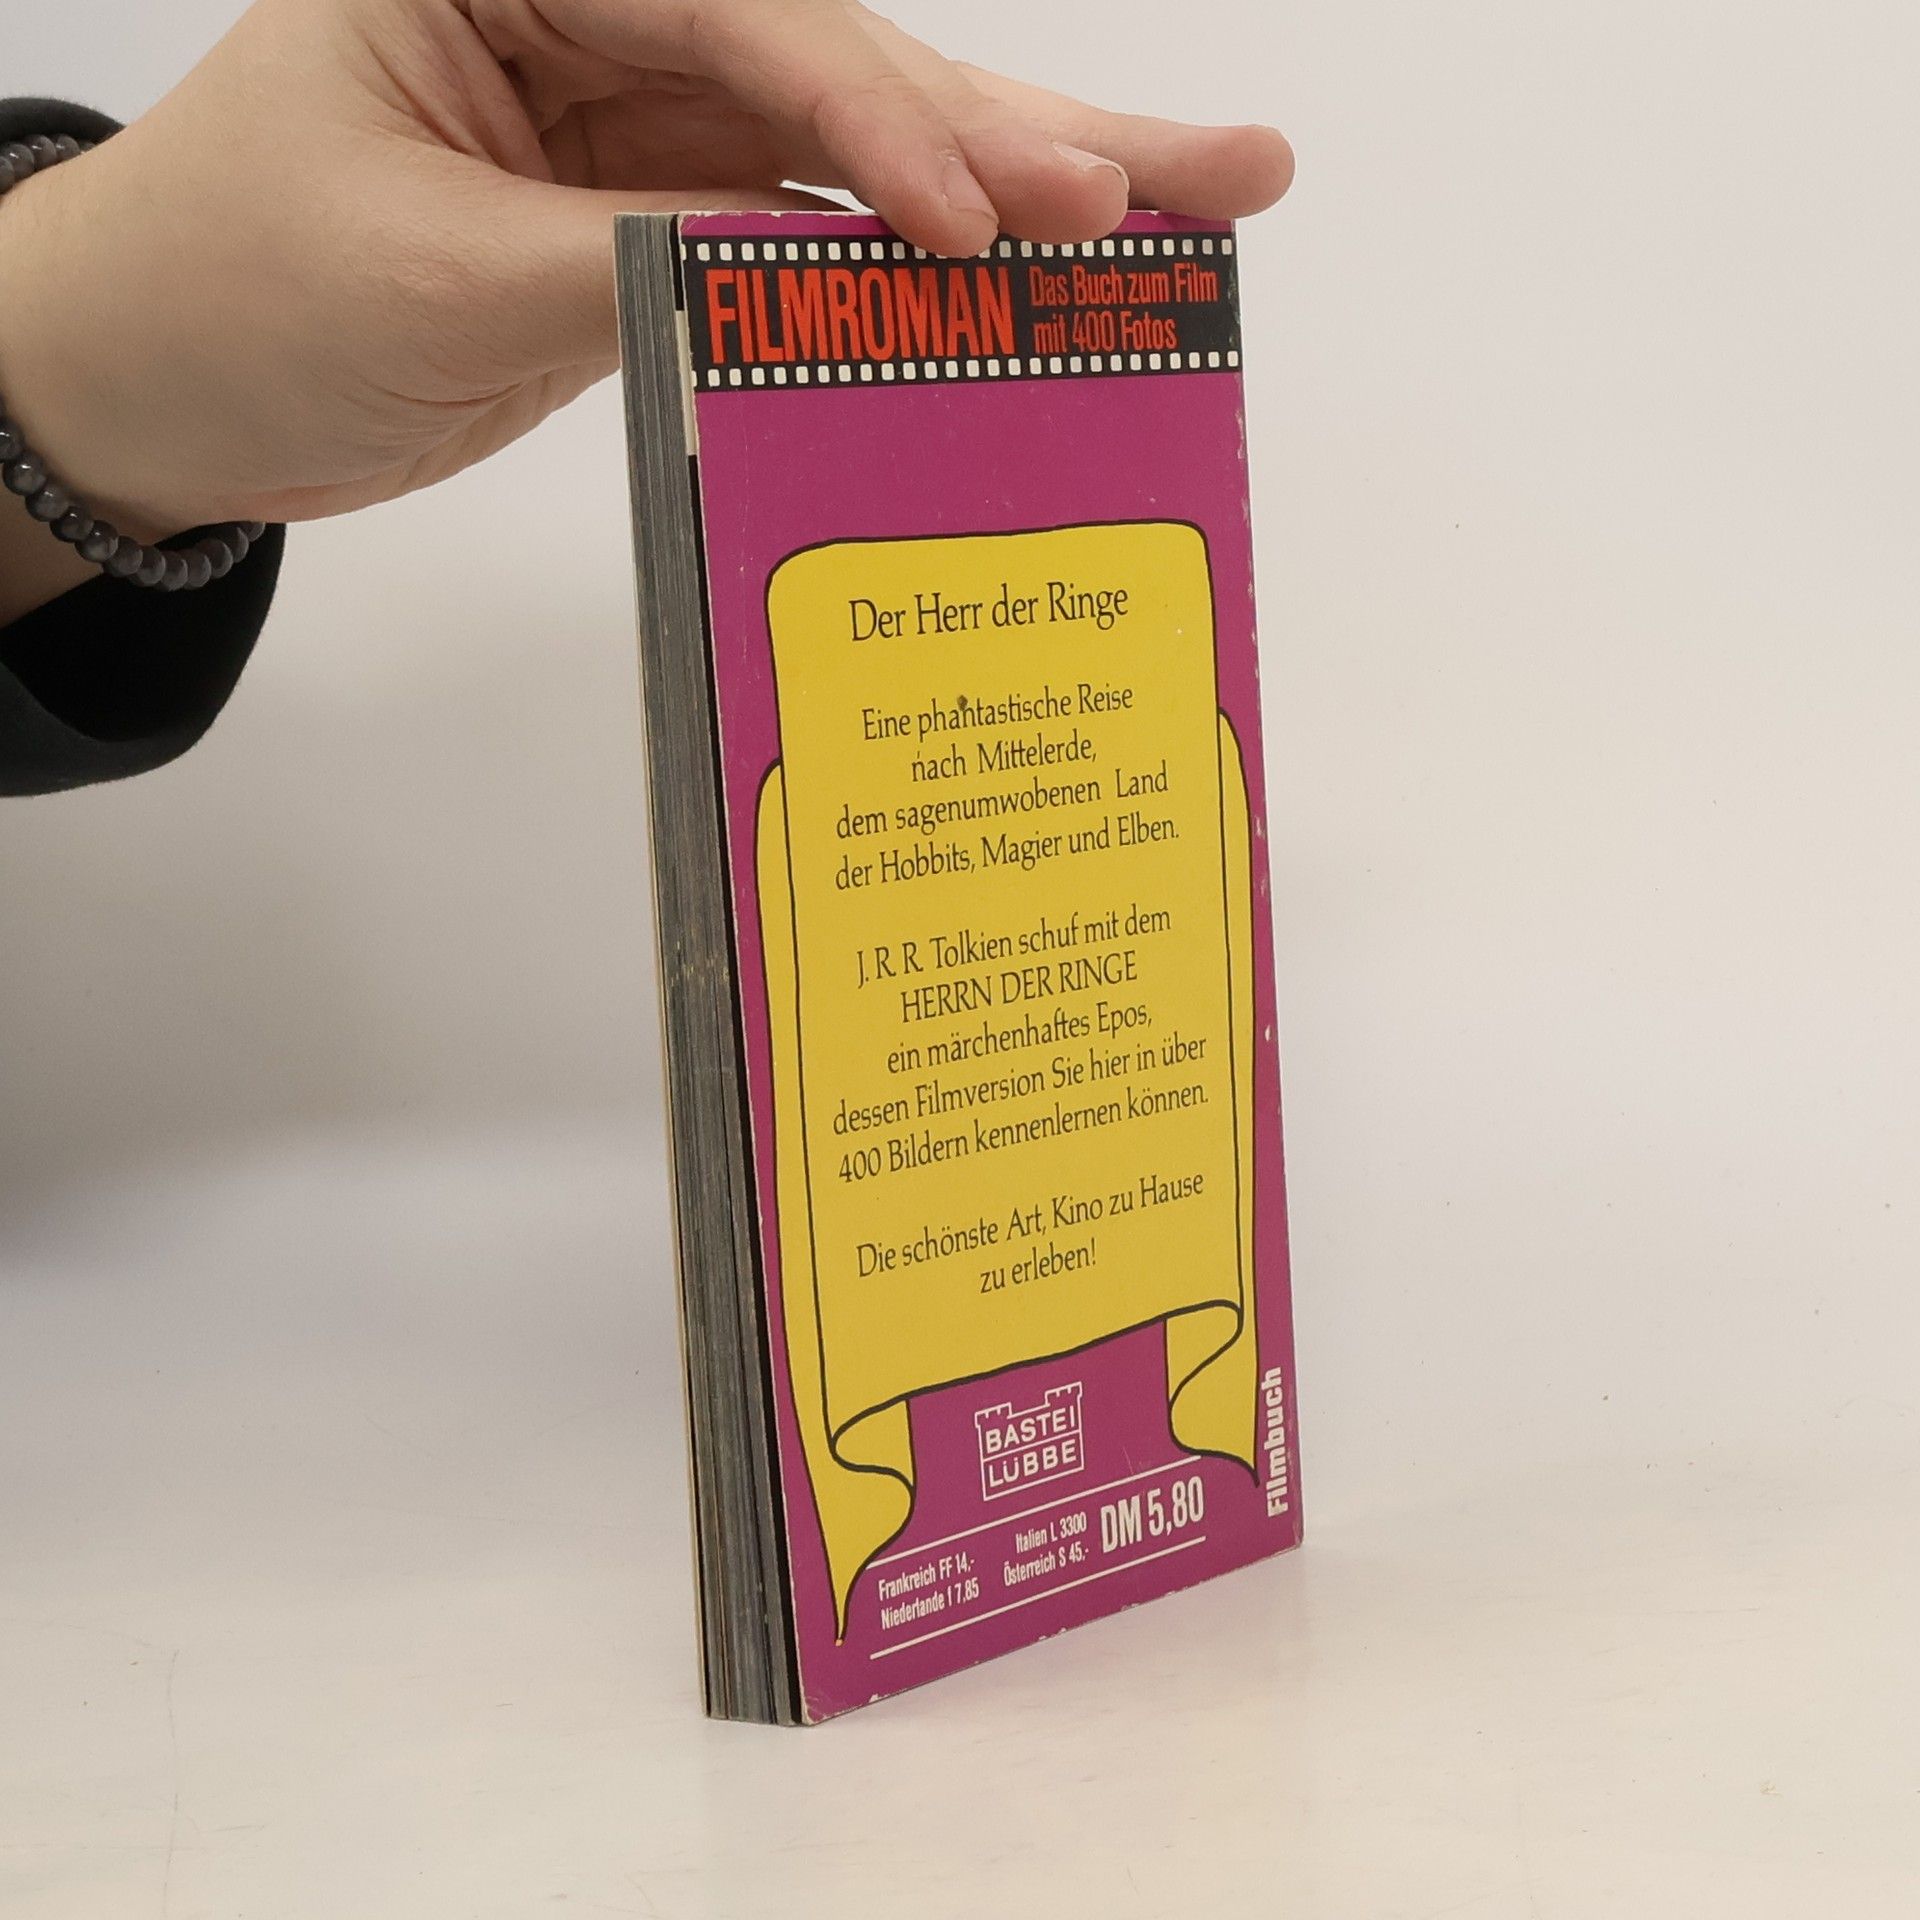 FILMROMAN
Das Buch zum Film
mit 400 Fotos
Der Herr der Ringe
Eine phantastische Reise
nach Mittelerde,
dem sagenumwobenen Land
der Hobbits, Magier und Elben.
J. R. R. Tolkien schuf mit dem
HERRN DER RINGE
ein märchenhaftes Epos,
dessen Filmversion Sie hier in über
400 Bildern kennenlernen können.
Die schönste Art, Kino zu Hause
zu erleben!
BASTEI
LÜBBE
Frankreich FF 14,-
Niederlande f 7,85
Italien L 3300
Österreich S 45,-
DM 5,80
Filmbuch